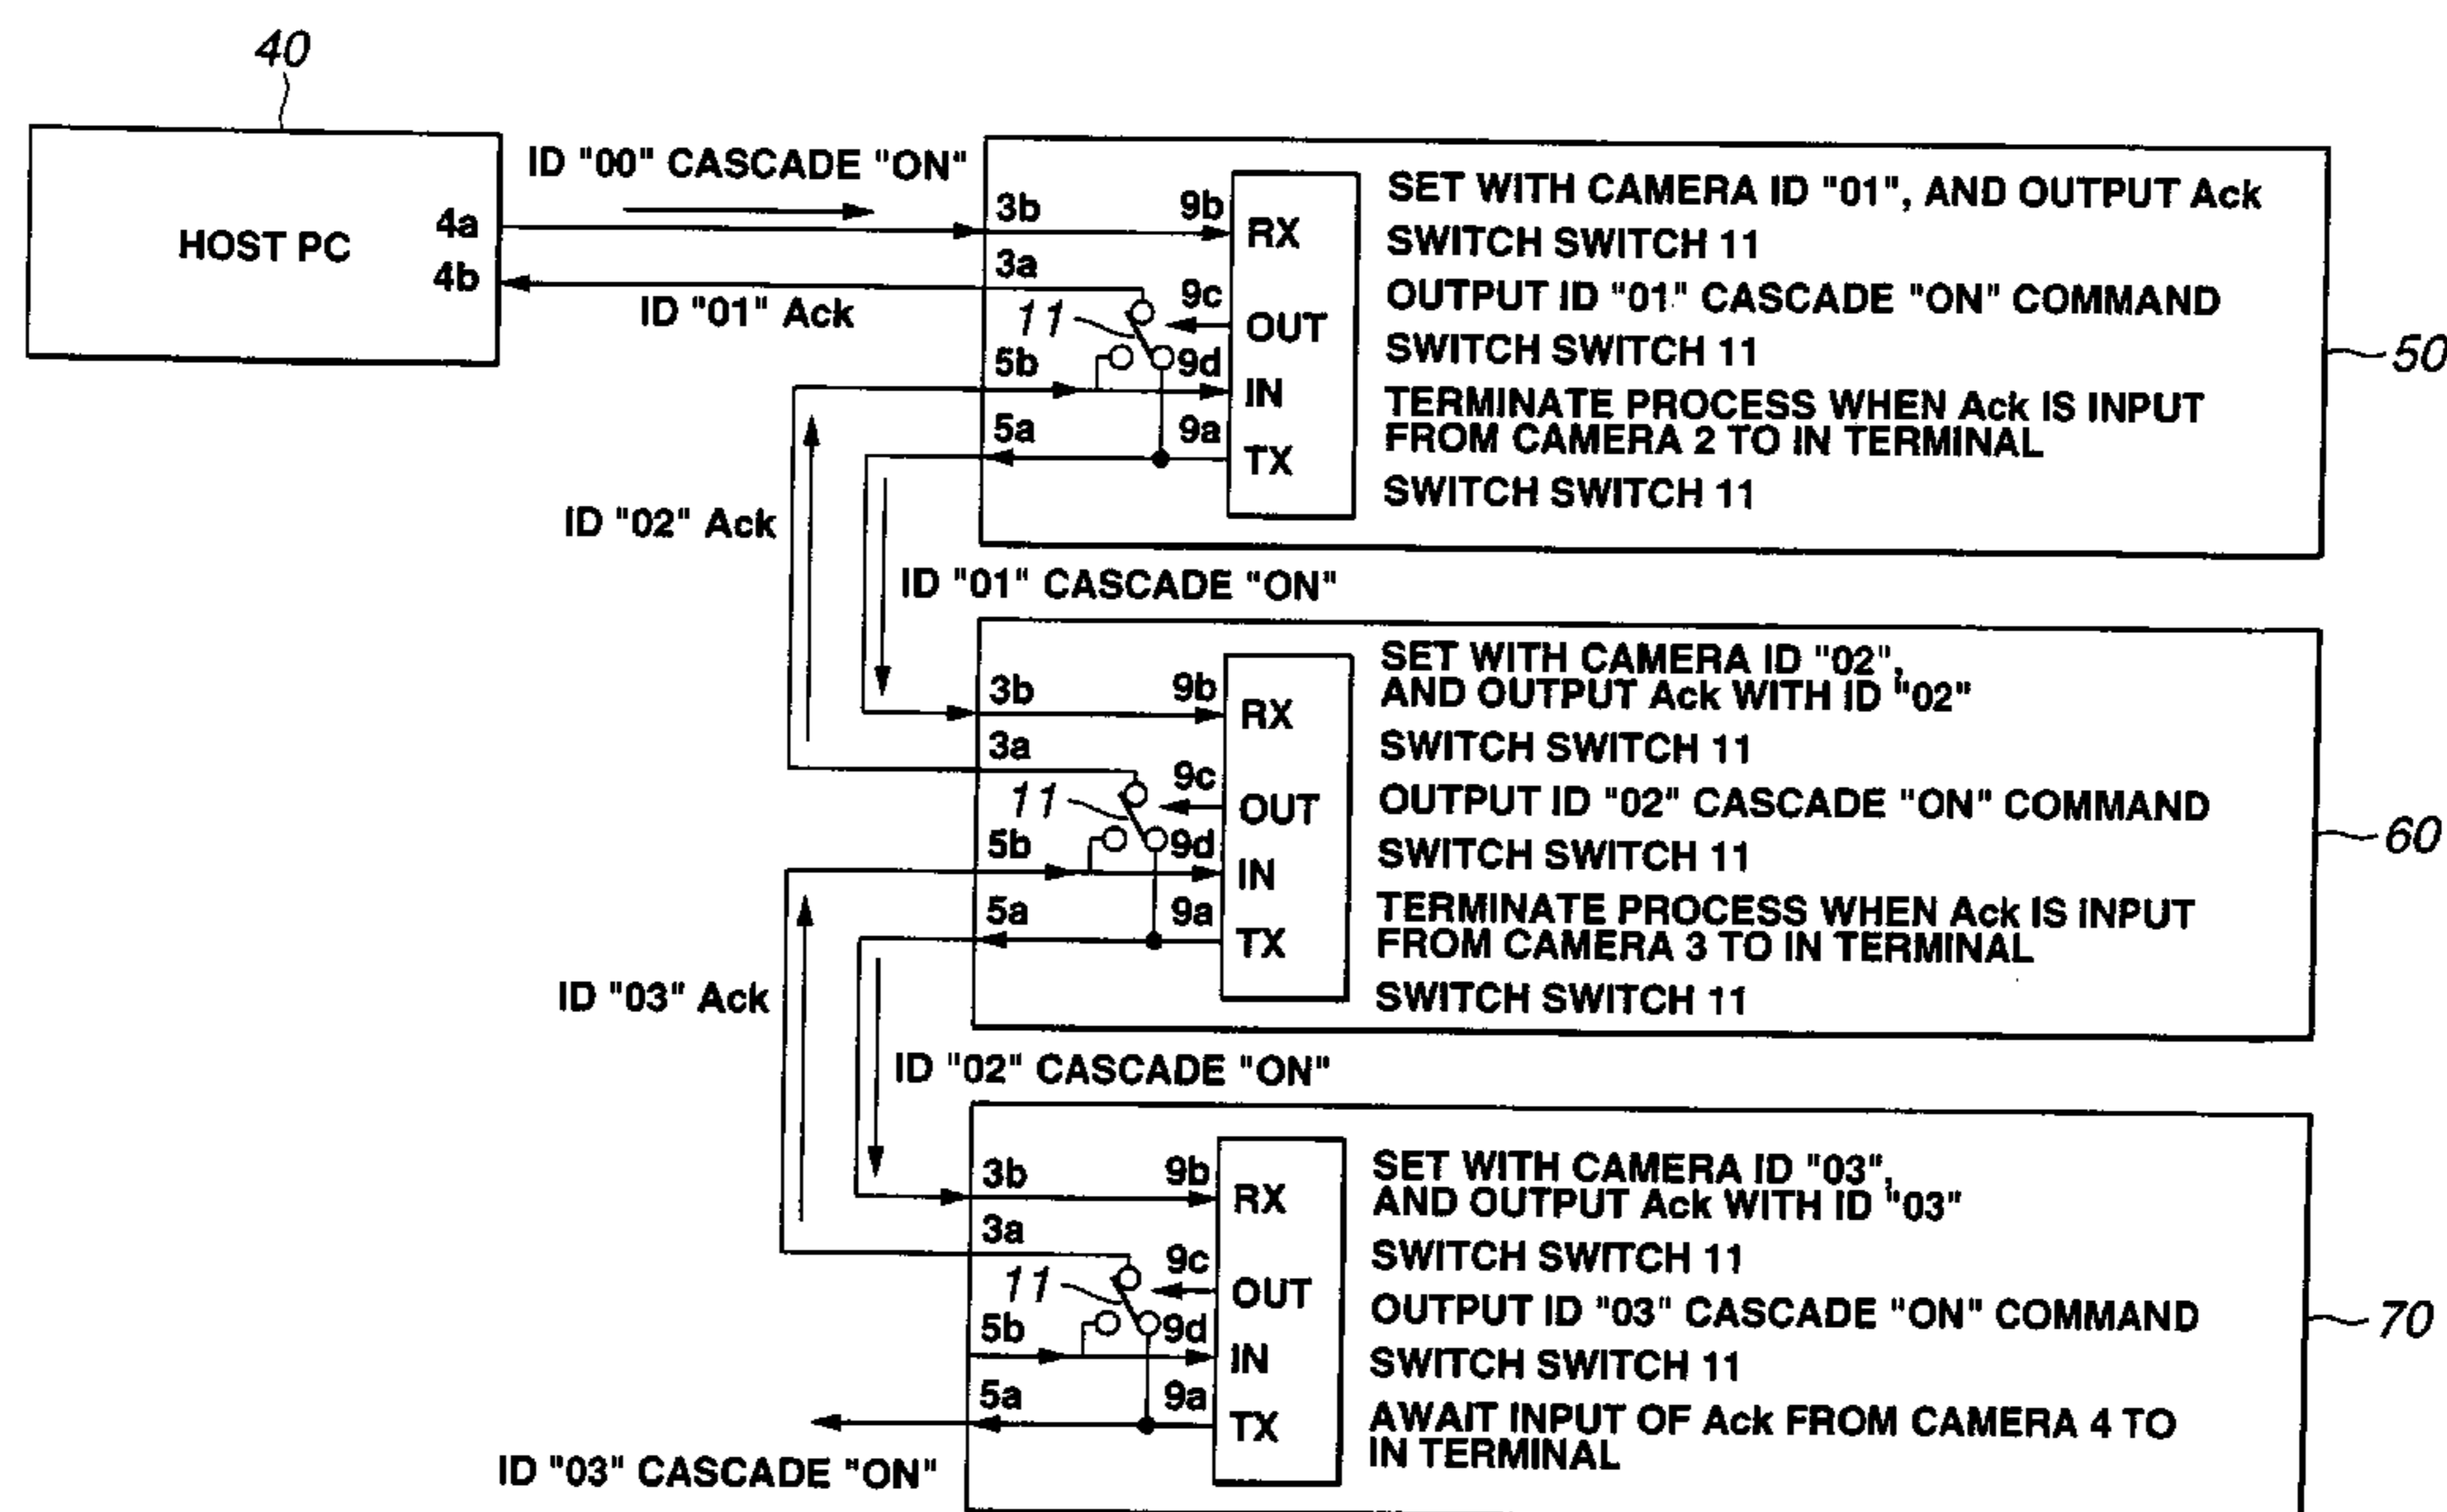 40
HOST PC
4a
4b
ID "00" CASCADE "ON"
ID "01" Ack
3b
9b
RX
3a
11
9c
OUT
5b
9d
IN
5a
9a
TX
SET WITH CAMERA ID "01", AND OUTPUT Ack
SWITCH SWITCH 11
OUTPUT ID "01" CASCADE "ON" COMMAND
SWITCH SWITCH 11
TERMINATE PROCESS WHEN Ack IS INPUT
FROM CAMERA 2 TO IN TERMINAL
SWITCH SWITCH 11
50
ID "02" Ack
ID "01" CASCADE "ON"
3b
9b
RX
3a
11
9c
OUT
5b
9d
IN
5a
9a
TX
SET WITH CAMERA ID "02",
AND OUTPUT Ack WITH ID "02"
SWITCH SWITCH 11
OUTPUT ID "02" CASCADE "ON" COMMAND
SWITCH SWITCH 11
TERMINATE PROCESS WHEN Ack IS INPUT
FROM CAMERA 3 TO IN TERMINAL
SWITCH SWITCH 11
60
ID "03" Ack
ID "02" CASCADE "ON"
3b
9b
RX
3a
11
9c
OUT
5b
9d
IN
5a
9a
TX
SET WITH CAMERA ID "03",
AND OUTPUT Ack WITH ID "03"
SWITCH SWITCH 11
OUTPUT ID "03" CASCADE "ON" COMMAND
SWITCH SWITCH 11
AWAIT INPUT OF Ack FROM CAMERA 4 TO
IN TERMINAL
70
ID "03" CASCADE "ON"